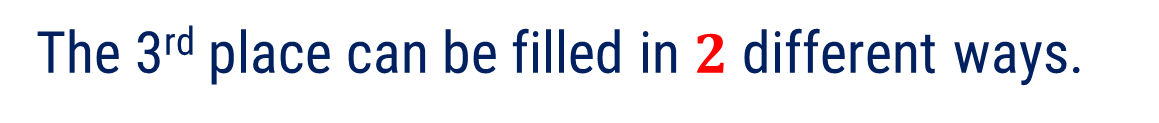 The 3rd place can be filled in 2 different ways.